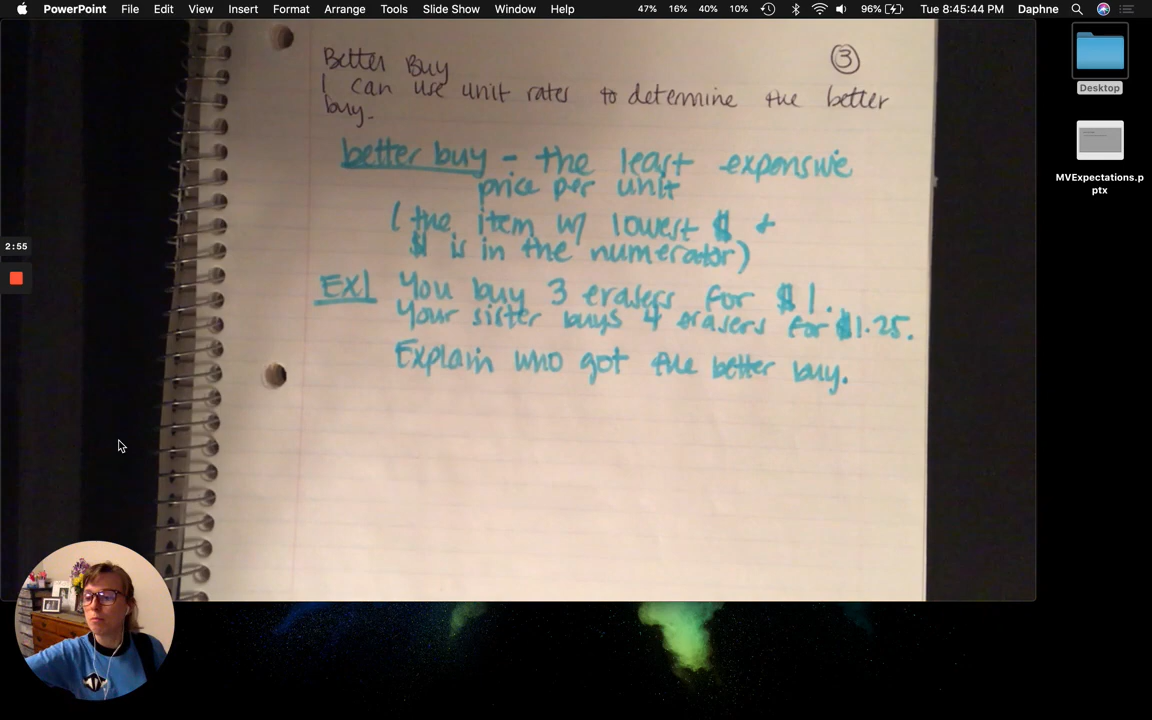 PowerPoint File Edit View Insert Format Arrange Tools Slide Show Window Help 47% 16% 40% 10% 96% Tue 8:45:44 PM Daphne
Better Buy
3
I can use unit rates to determine the better
buy.
better buy - the least expensive
price per unit
(the item w/ lowest $ +
$ is in the numerator)
EX1 You buy 3 erasers for $1.
Your sister buys 4 erasers for $1.25.
Explain who got the better buy.
2:55
Desktop
MVExpectations.p
ptx